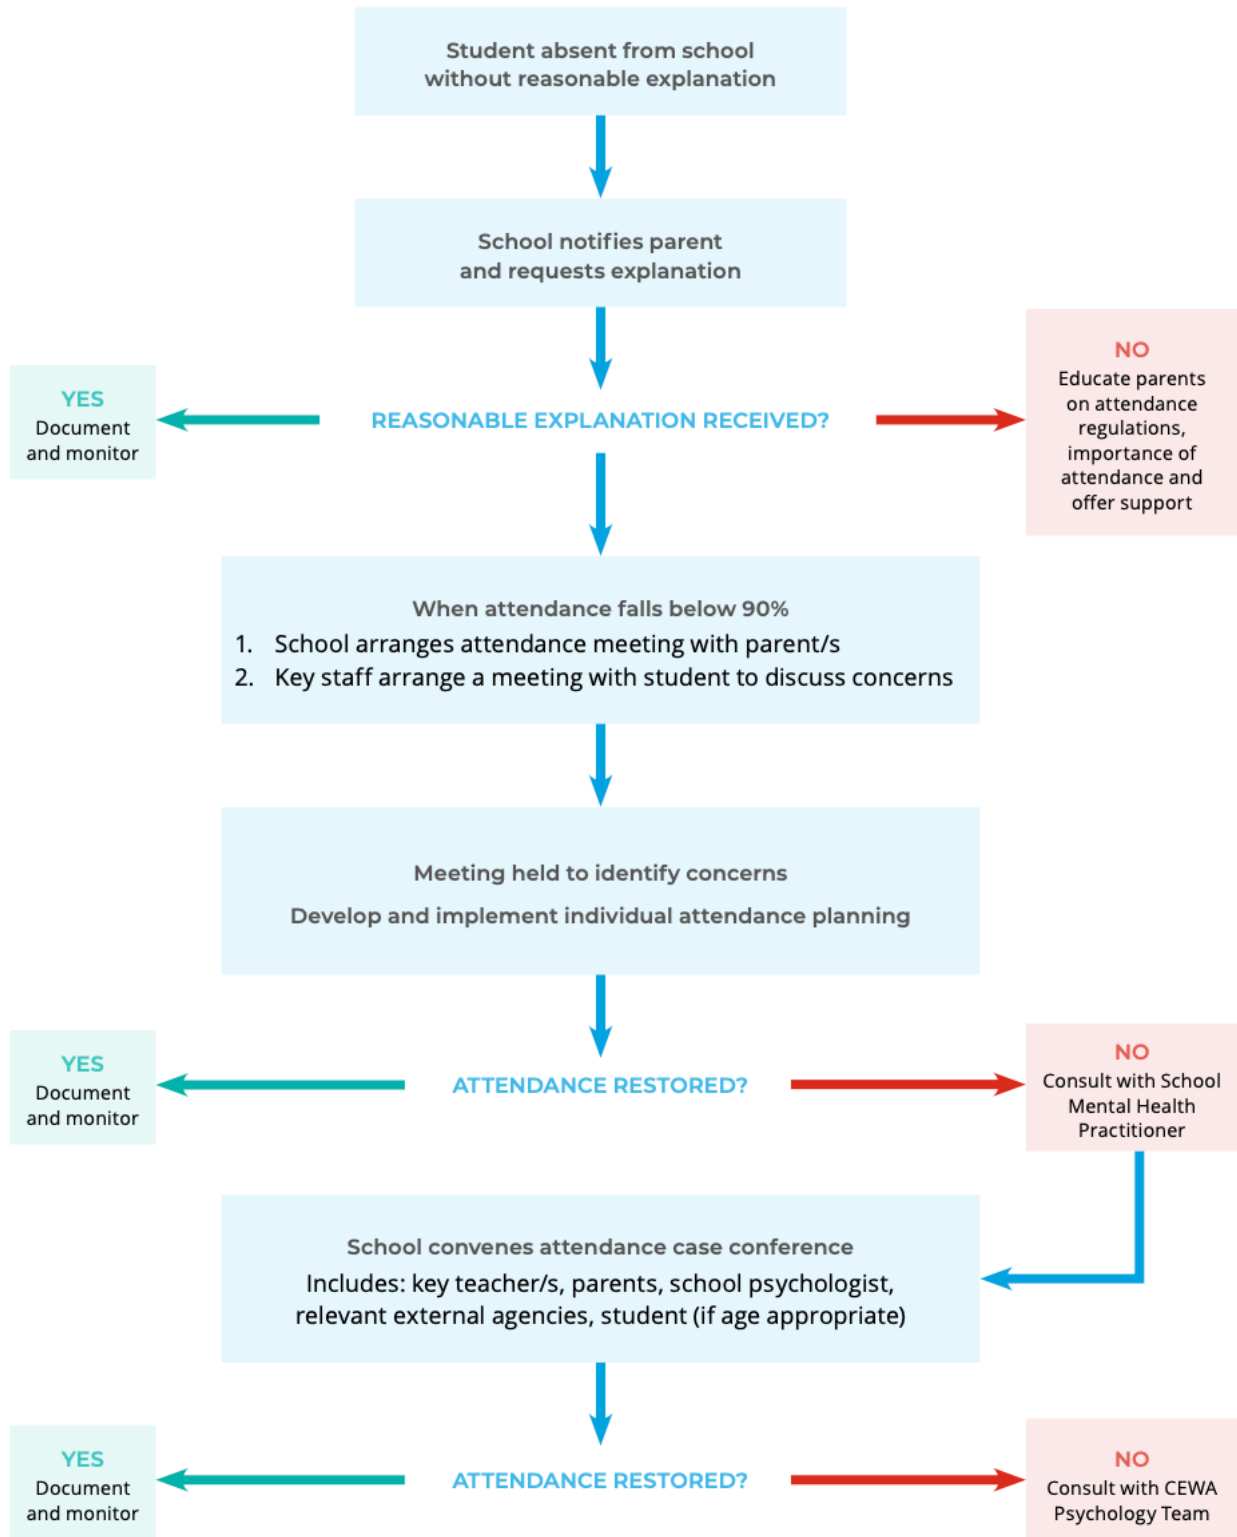 Student absent from school
without reasonable explanation
School notifies parent
and requests explanation
YES
Document
and monitor
REASONABLE EXPLANATION RECEIVED?
NO
Educate parents
on attendance
regulations,
importance of
attendance and
offer support
When attendance falls below 90%
1. School arranges attendance meeting with parent/s
2. Key staff arrange a meeting with student to discuss concerns
Meeting held to identify concerns
Develop and implement individual attendance planning
YES
Document
and monitor
ATTENDANCE RESTORED?
NO
Consult with School
Mental Health
Practitioner
School convenes attendance case conference
Includes: key teacher/s, parents, school psychologist,
relevant external agencies, student (if age appropriate)
YES
Document
and monitor
ATTENDANCE RESTORED?
NO
Consult with CEWA
Psychology Team